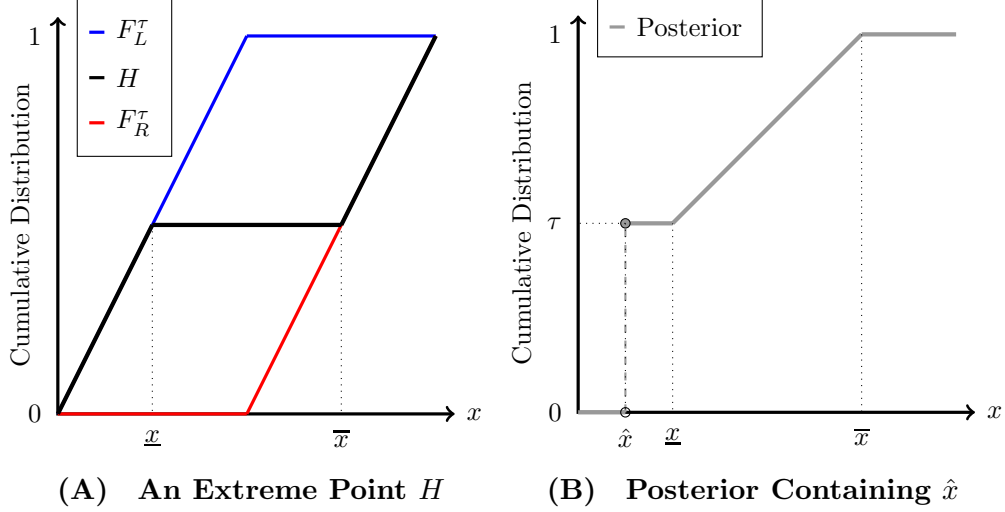 1
F_L^τ
H
F_R^τ
Cumulative Distribution
0
x̲
x̅
x
(A) An Extreme Point H
Posterior
1
τ
Cumulative Distribution
0
x̂
x̲
x̅
x
(B) Posterior Containing x̂